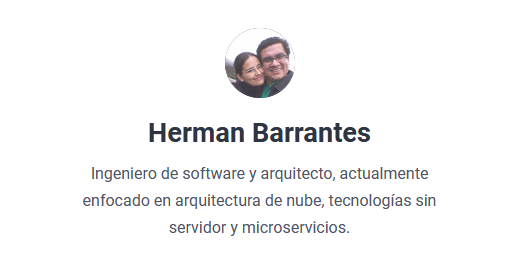 Herman Barrantes
Ingeniero de software y arquitecto, actualmente
enfocado en arquitectura de nube, tecnologías sin
servidor y microservicios.